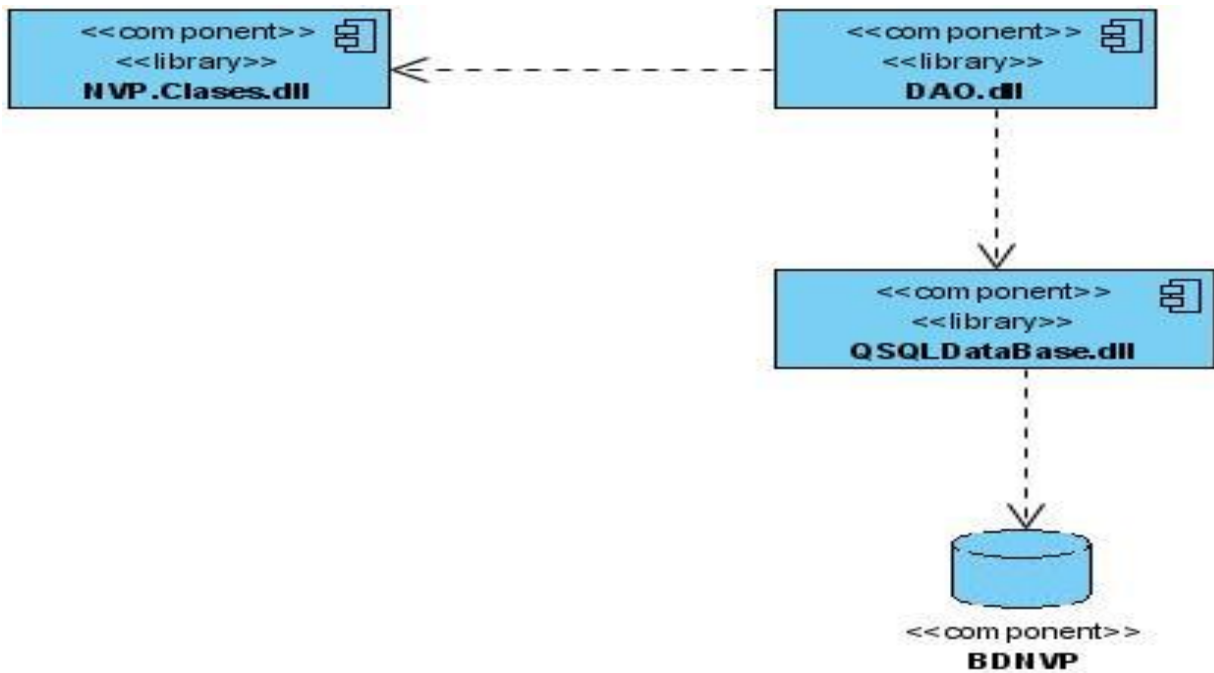 <<component>>
<<library>>
NVP.Clases.dll
<<component>>
<<library>>
DAO.dll
<<component>>
<<library>>
QSQLDataBase.dll
<<component>>
BDNVP